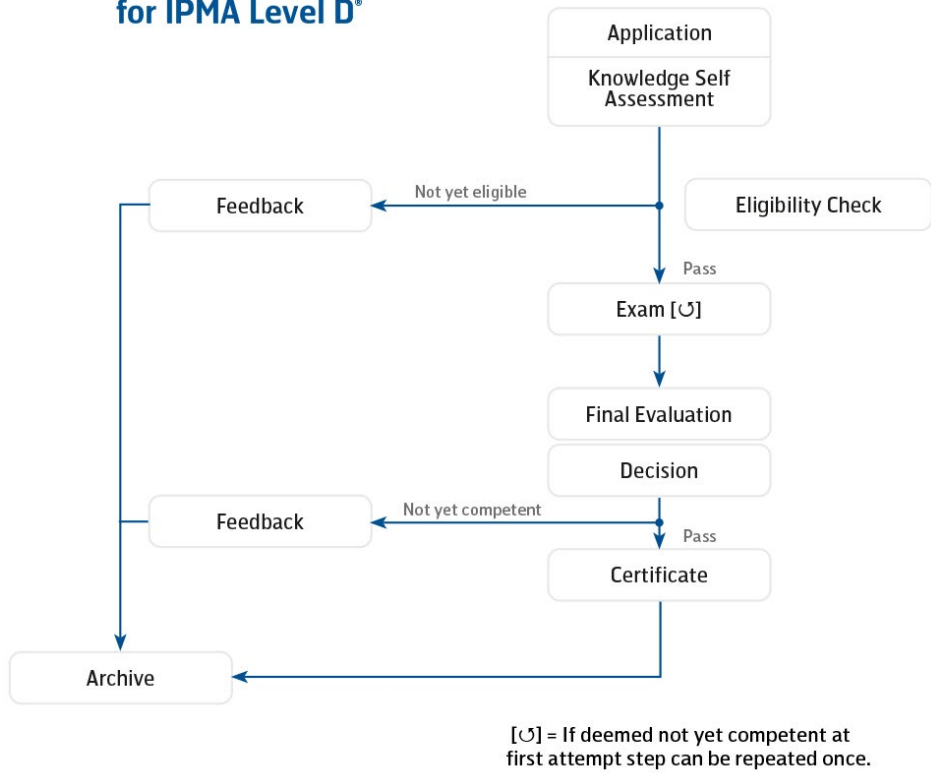 for IPMA Level D®
Application
Knowledge Self
Assessment
Not yet eligible
Feedback
Eligibility Check
Pass
Exam [↺]
Final Evaluation
Decision
Not yet competent
Feedback
Pass
Certificate
Archive
[↺] = If deemed not yet competent at
first attempt step can be repeated once.